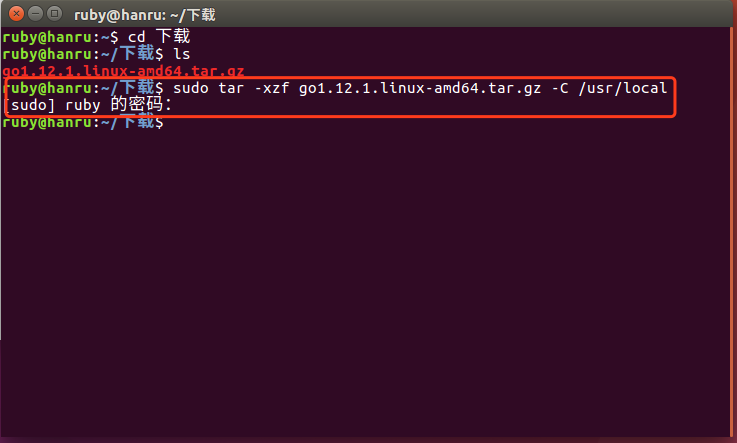 ruby@hanru: ~/下载
ruby@hanru:~$ cd 下载
ruby@hanru:~/下载$ ls
go1.12.1.linux-amd64.tar.gz
ruby@hanru:~/下载$ sudo tar -xzf go1.12.1.linux-amd64.tar.gz -C /usr/local
[sudo] ruby 的密码：
ruby@hanru:~/下载$